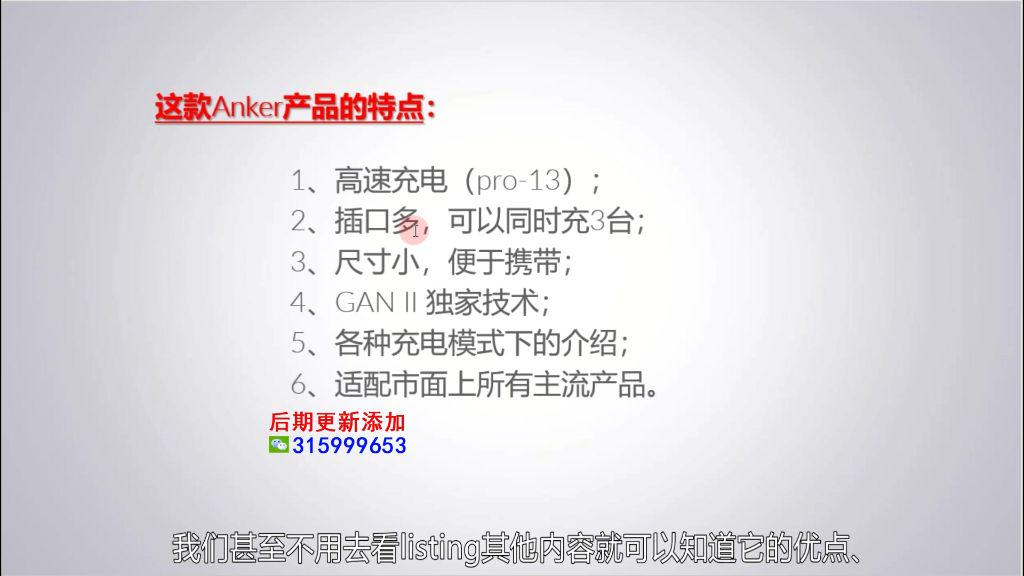 这款Anker产品的特点：
1、高速充电（pro-13）；
2、插口多，可以同时充3台；
3、尺寸小，便于携带；
4、GAN II 独家技术；
5、各种充电模式下的介绍；
6、适配市面上所有主流产品。
后期更新添加
315999653
我们甚至不用去看listing其他内容就可以知道它的优点、